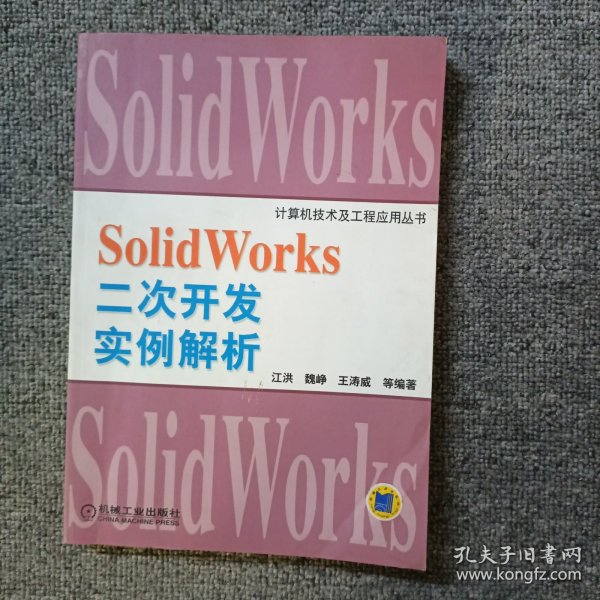 SolidWorks
计算机技术及工程应用丛书
SolidWorks
二次开发
实例解析
江洪 魏峥 王涛威 等编著
SolidWorks
机械工业出版社
CHINA MACHINE PRESS
孔夫子旧书网
www.kongfz.com